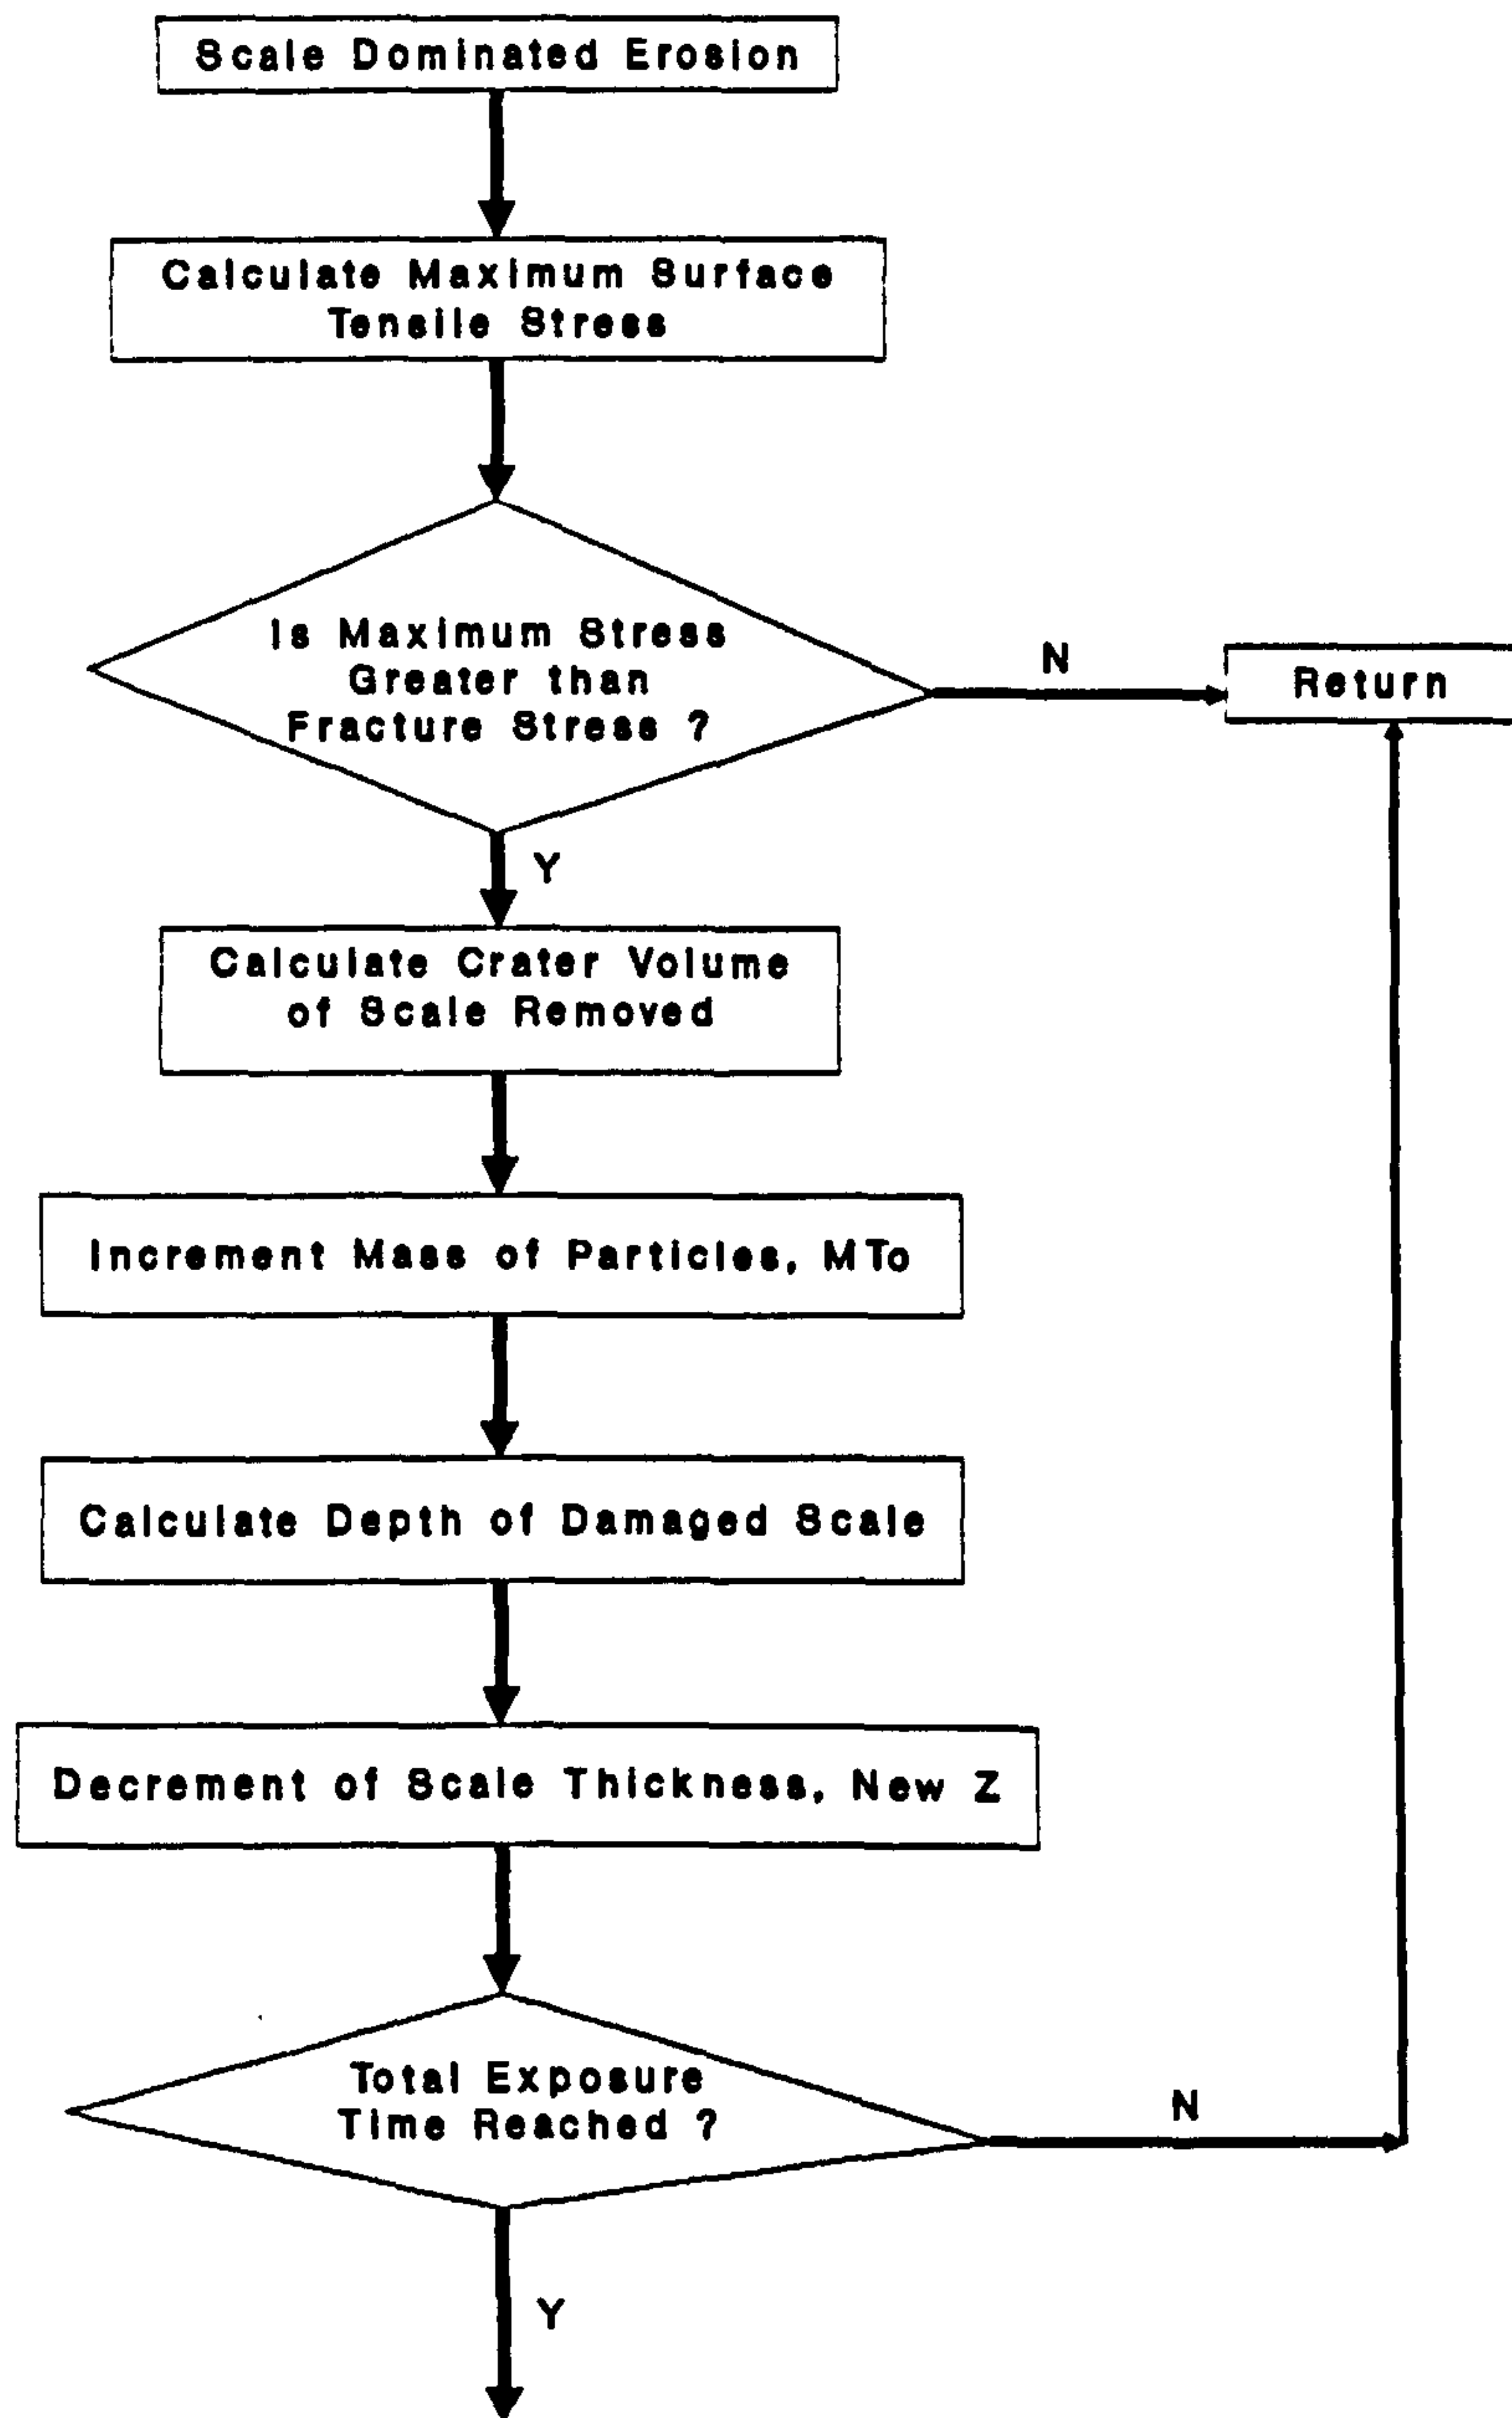 Scale Dominated Erosion
Calculate Maximum Surface
Tensile Stress
Is Maximum Stress
Greater than
Fracture Stress ?
N
Return
Y
Calculate Crater Volume
of Scale Removed
Increment Mass of Particles, MTo
Calculate Depth of Damaged Scale
Decrement of Scale Thickness, New Z
Total Exposure
Time Reached ?
N
Y